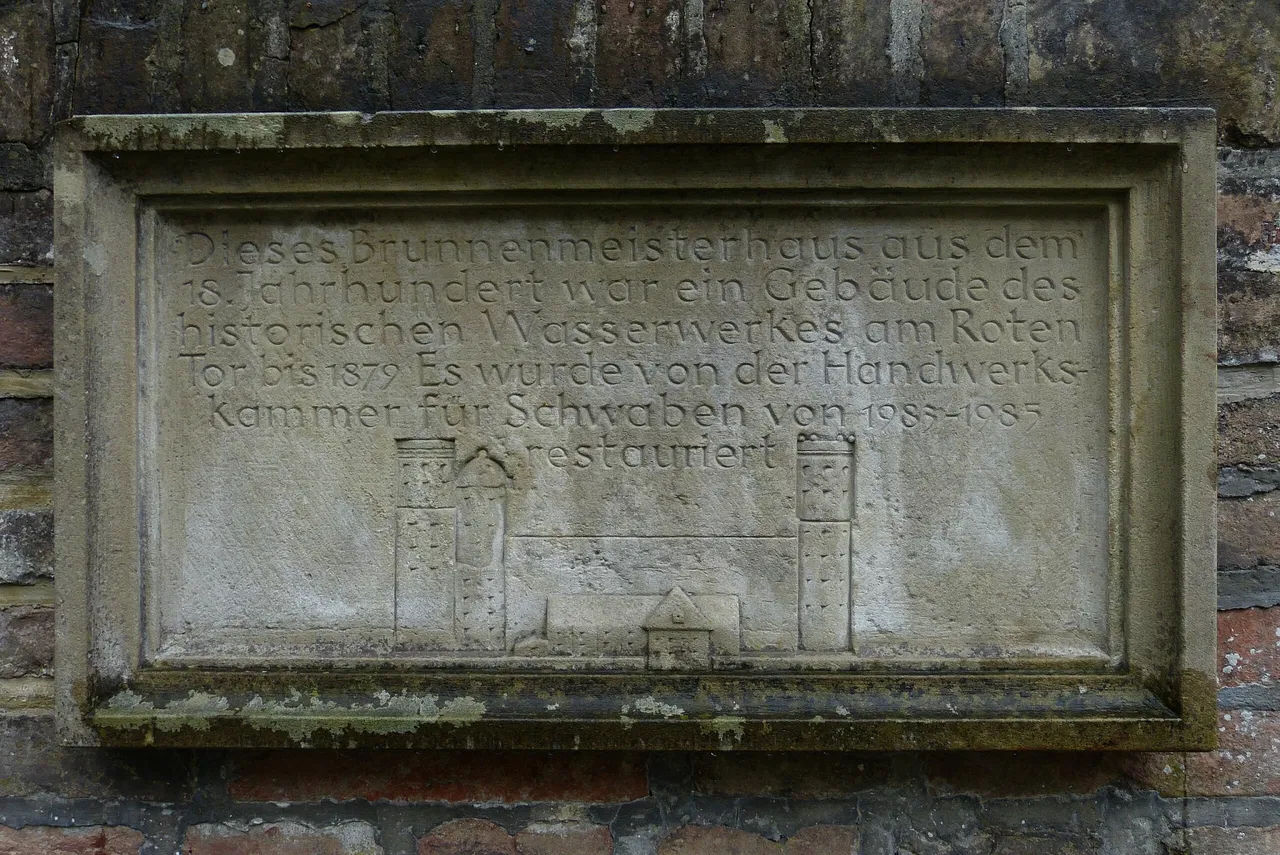 Dieses Brunnenmeisterhaus aus dem
18. Jahrhundert war ein Gebäude des
historischen Wasserwerkes am Roten
Tor bis 1879 Es wurde von der Handwerks-
kammer für Schwaben von 1983-1985
restauriert